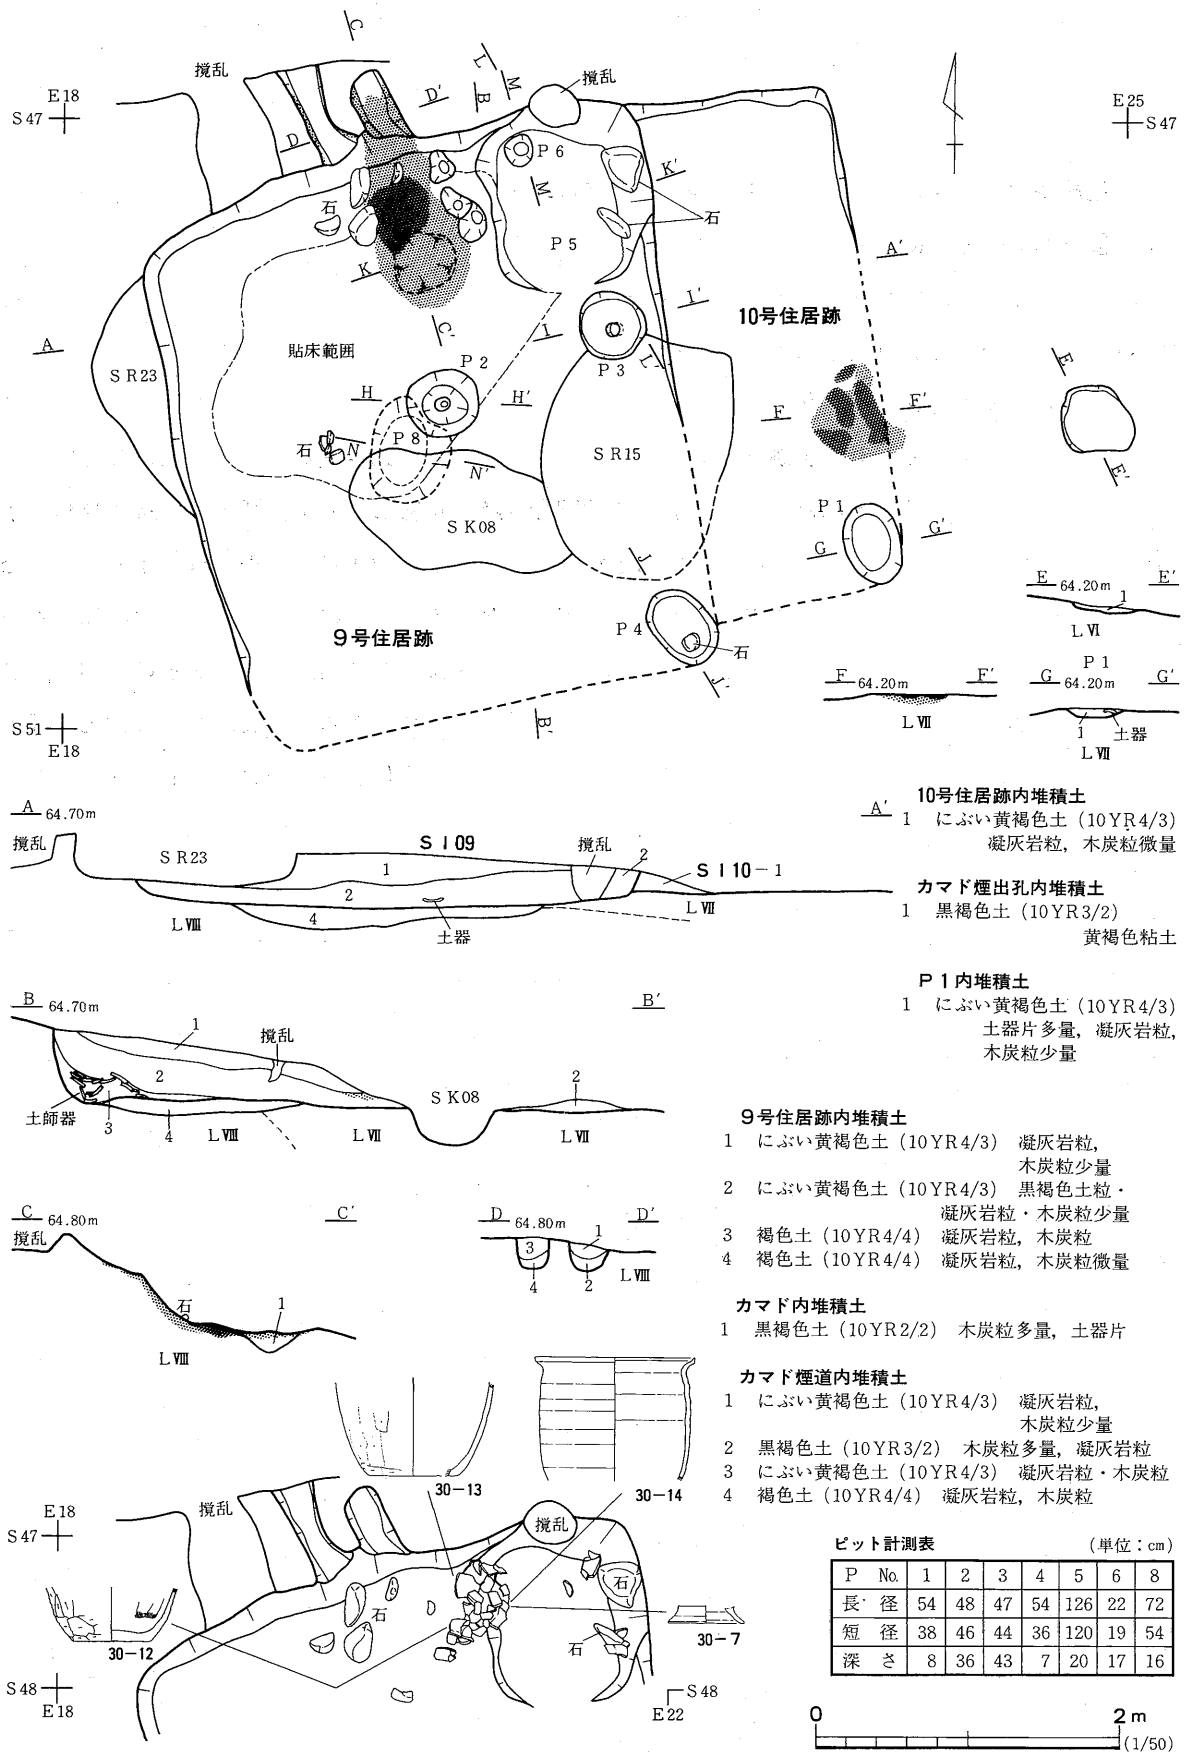 E18
S47
撹乱
C
L
M
B
D'
撹乱
E25
S47
D
P6
K'
M'
石
石
P5
A'
K
I'
C'
I
10号住居跡
A
貼床範囲
P2
P3
L'
SR23
H
H'
F
F'
E
P8
石
N
N'
SR15
SK08
E'
P1
J
G
G'
9号住居跡
P4
石
J'
B'
S51
E18
E 64.20m E'
1
LⅥ
F 64.20m F'
LⅦ
P1
G 64.20m G'
1
土器
LⅦ
A 64.70m
A'
撹乱
SR23
SI09
撹乱
2
SI10-1
1
2
4
LⅧ
土器
LⅦ
10号住居跡内堆積土
1 にぶい黄褐色土 (10YR4/3)
凝灰岩粒, 木炭粒微量
カマド煙出孔内堆積土
1 黒褐色土 (10YR3/2)
黄褐色粘土
P1内堆積土
1 にぶい黄褐色土 (10YR4/3)
土器片多量, 凝灰岩粒,
木炭粒少量
B 64.70m
B'
1
撹乱
2
SK08
2
土師器
3
4
LⅧ
LⅦ
LⅦ
9号住居跡内堆積土
1 にぶい黄褐色土 (10YR4/3) 凝灰岩粒,
木炭粒少量
2 にぶい黄褐色土 (10YR4/3) 黒褐色土粒・
凝灰岩粒・木炭粒少量
3 褐色土 (10YR4/4) 凝灰岩粒, 木炭粒
4 褐色土 (10YR4/4) 凝灰岩粒, 木炭粒微量
C 64.80m
C'
撹乱
石
1
LⅧ
D 64.80m D'
3
1
4
2
LⅧ
カマド内堆積土
1 黒褐色土 (10YR2/2) 木炭粒多量, 土器片
カマド煙道内堆積土
1 にぶい黄褐色土 (10YR4/3) 凝灰岩粒,
木炭粒少量
2 黒褐色土 (10YR3/2) 木炭粒多量, 凝灰岩粒
3 にぶい黄褐色土 (10YR4/3) 凝灰岩粒・木炭粒
4 褐色土 (10YR4/4) 凝灰岩粒, 木炭粒
30-13
30-14
E18
S47
撹乱
撹乱
石
石
石
30-12
30-7
S48
E18
S48
E22
ピット計測表 (単位:cm)
P No. 1 2 3 4 5 6 8
長径 54 48 47 54 126 22 72
短径 38 46 44 36 120 19 54
深さ 8 36 43 7 20 17 16
0 2m
(1/50)